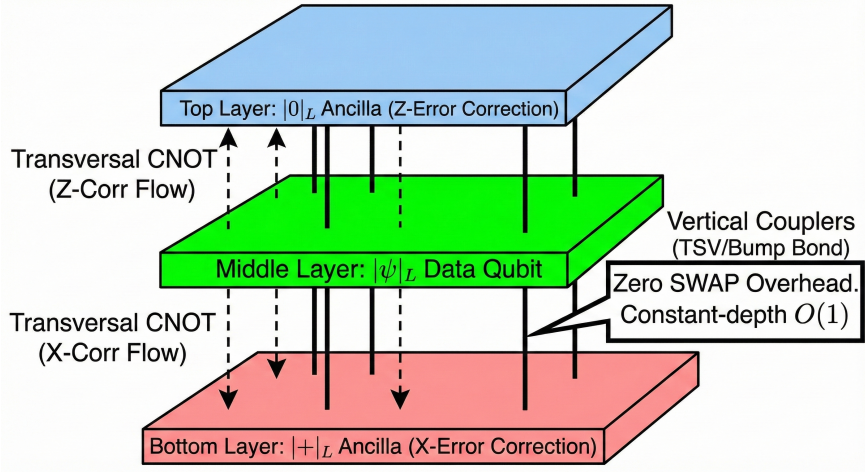 Top Layer: |0|_L Ancilla (Z-Error Correction)
Transversal CNOT
(Z-Corr Flow)
Vertical Couplers
(TSV/Bump Bond)
Middle Layer: |ψ|_L Data Qubit
Zero SWAP Overhead.
Constant-depth O(1)
Transversal CNOT
(X-Corr Flow)
Bottom Layer: |+|_L Ancilla (X-Error Correction)